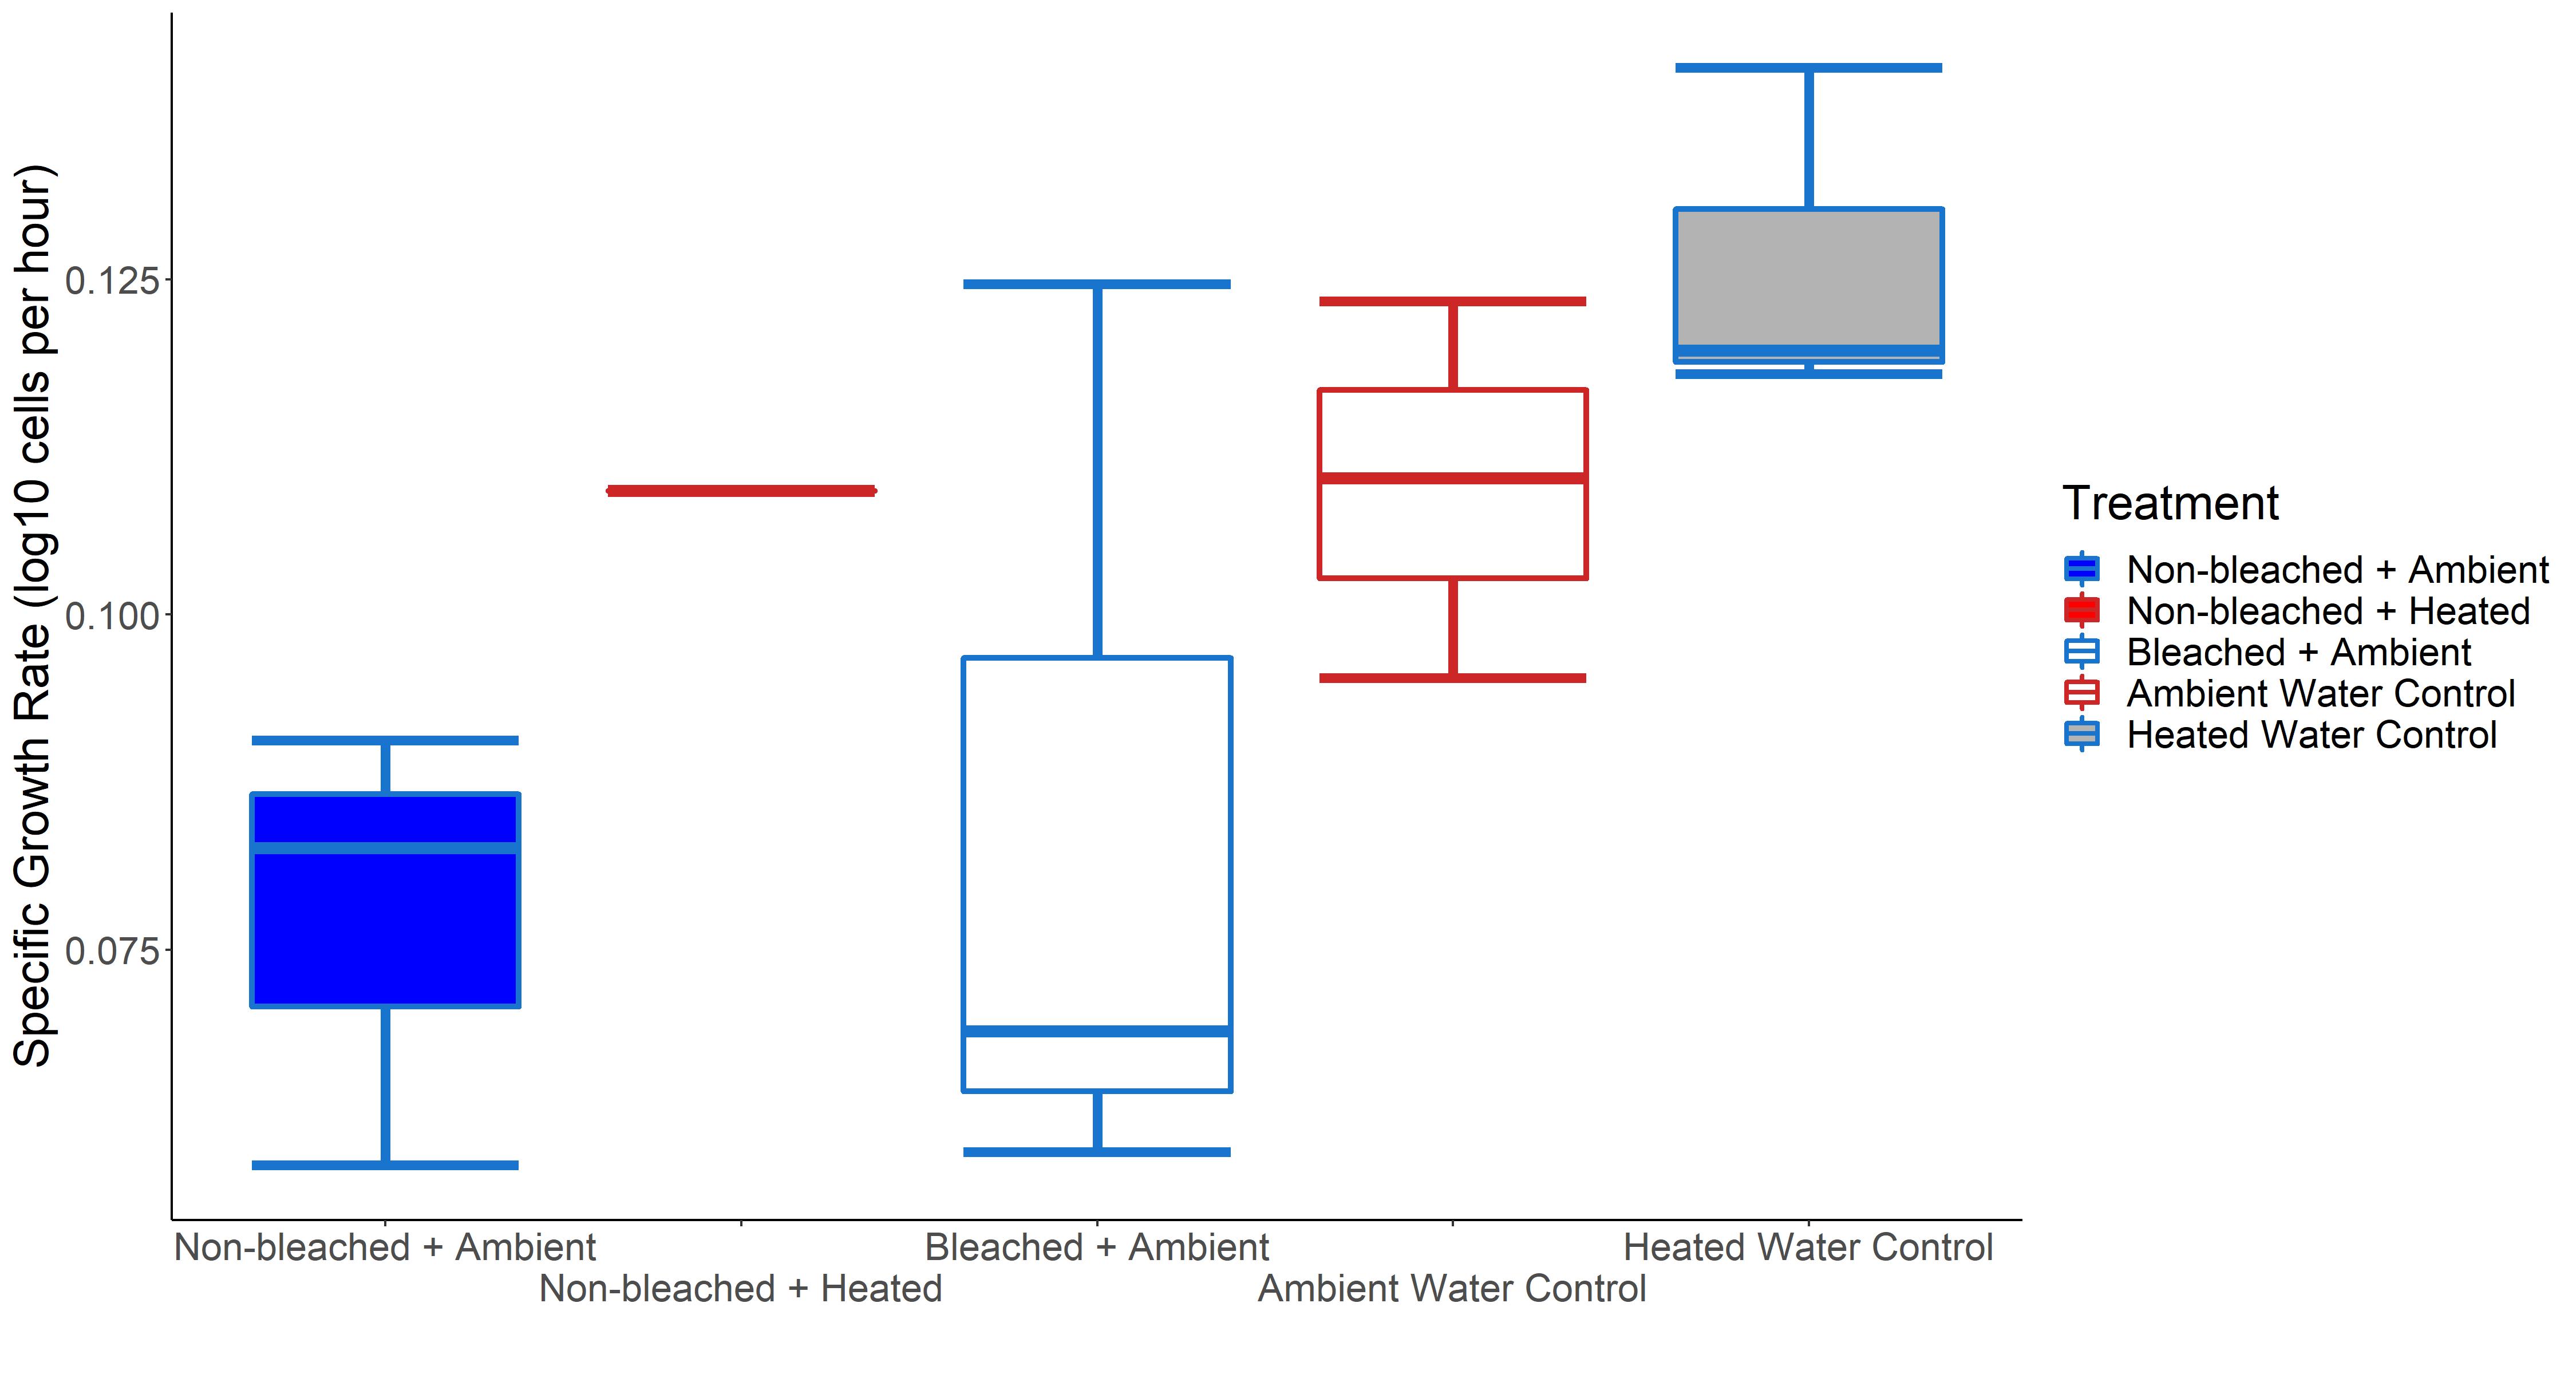 Specific Growth Rate (log10 cells per hour)
0.125
0.100
0.075
Non-bleached + Ambient
Non-bleached + Heated
Bleached + Ambient
Ambient Water Control
Heated Water Control
Treatment
Non-bleached + Ambient
Non-bleached + Heated
Bleached + Ambient
Ambient Water Control
Heated Water Control